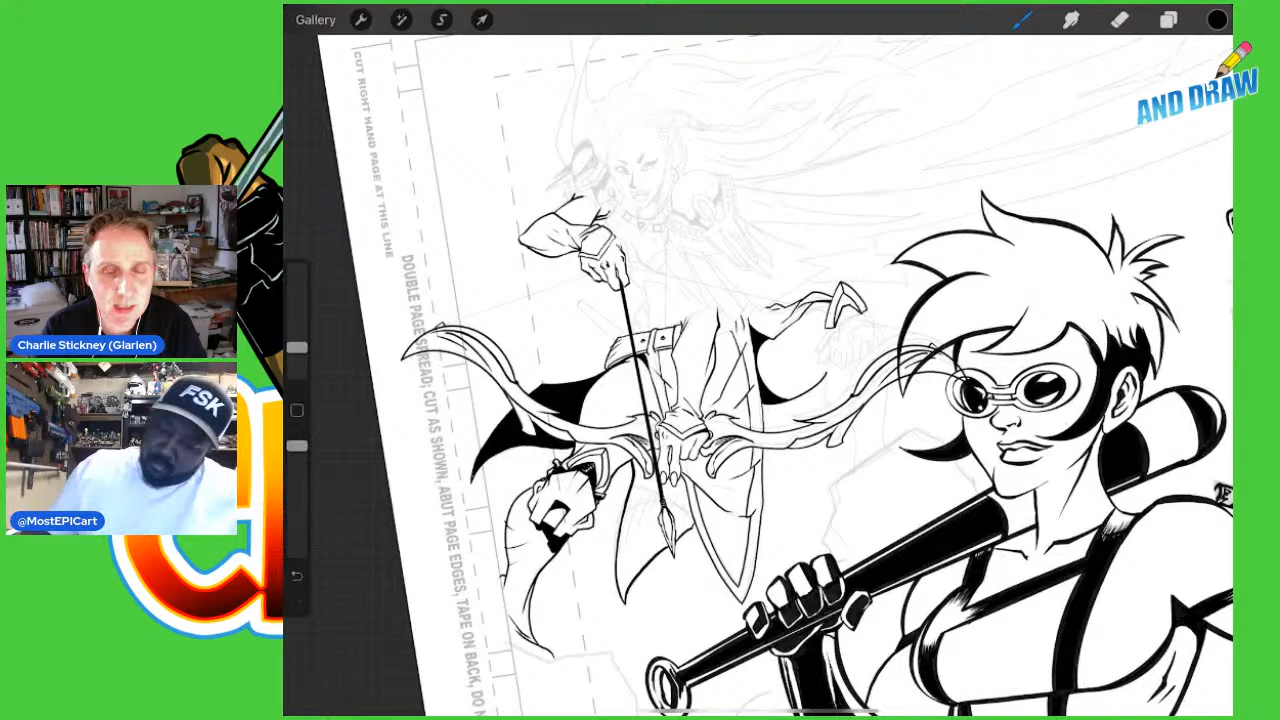 Gallery
AND DRAW
CUT RIGHT HAND PAGE AT THIS LINE
DOUBLE PAGE SPREAD; CUT AS SHOWN, ABUT PAGE EDGES, TAPE ON BACK, DO N
Charlie Stickney (Glarien)
FSK
@MostEPICart